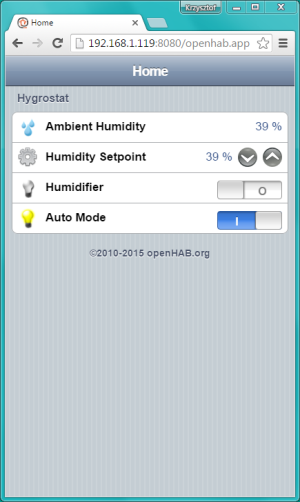 Krzysztof
Home
192.168.1.119:8080/openhab.app
Home
Hygrostat
Ambient Humidity 39 %
Humidity Setpoint 39 %
Humidifier O
Auto Mode I
©2010-2015 openHAB.org